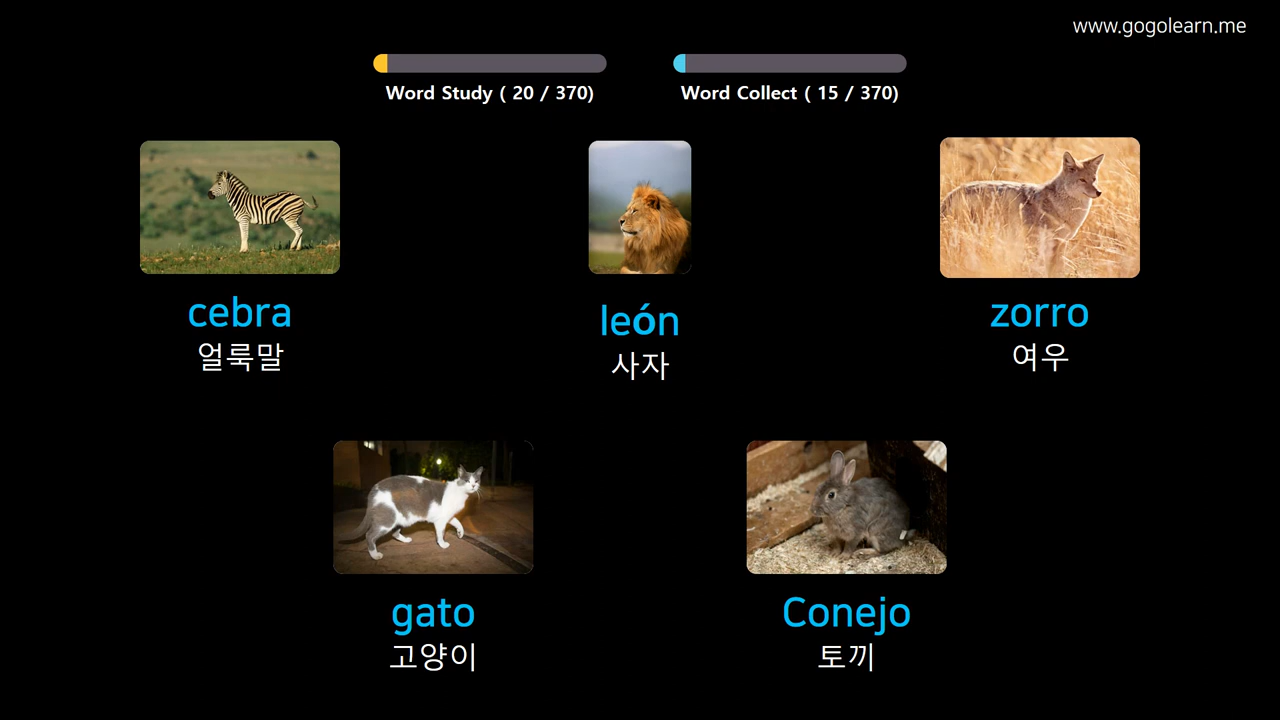 www.gogolearn.me
Word Study ( 20 / 370)
Word Collect ( 15 / 370)
cebra
얼룩말
león
사자
zorro
여우
gato
고양이
Conejo
토끼